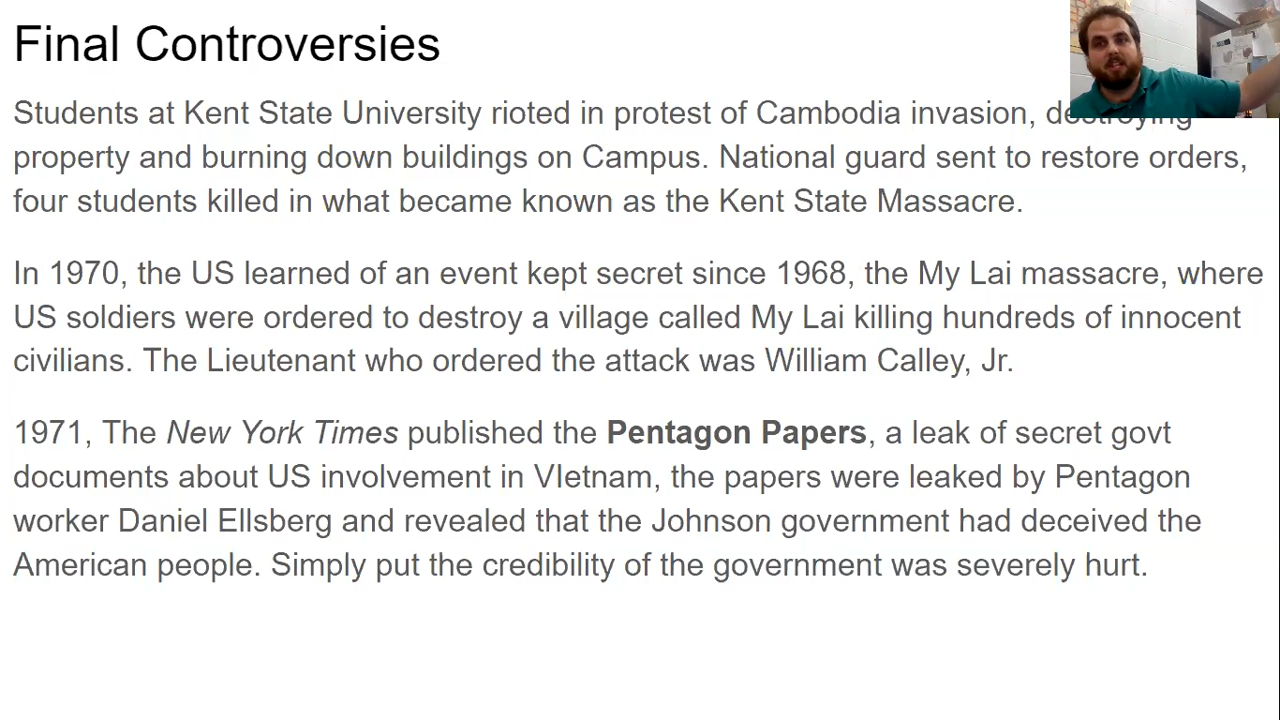 Final Controversies
Students at Kent State University rioted in protest of Cambodia invasion, destroying
property and burning down buildings on Campus. National guard sent to restore orders,
four students killed in what became known as the Kent State Massacre.
In 1970, the US learned of an event kept secret since 1968, the My Lai massacre, where
US soldiers were ordered to destroy a village called My Lai killing hundreds of innocent
civilians. The Lieutenant who ordered the attack was William Calley, Jr.
1971, The New York Times published the Pentagon Papers, a leak of secret govt
documents about US involvement in VIetnam, the papers were leaked by Pentagon
worker Daniel Ellsberg and revealed that the Johnson government had deceived the
American people. Simply put the credibility of the government was severely hurt.